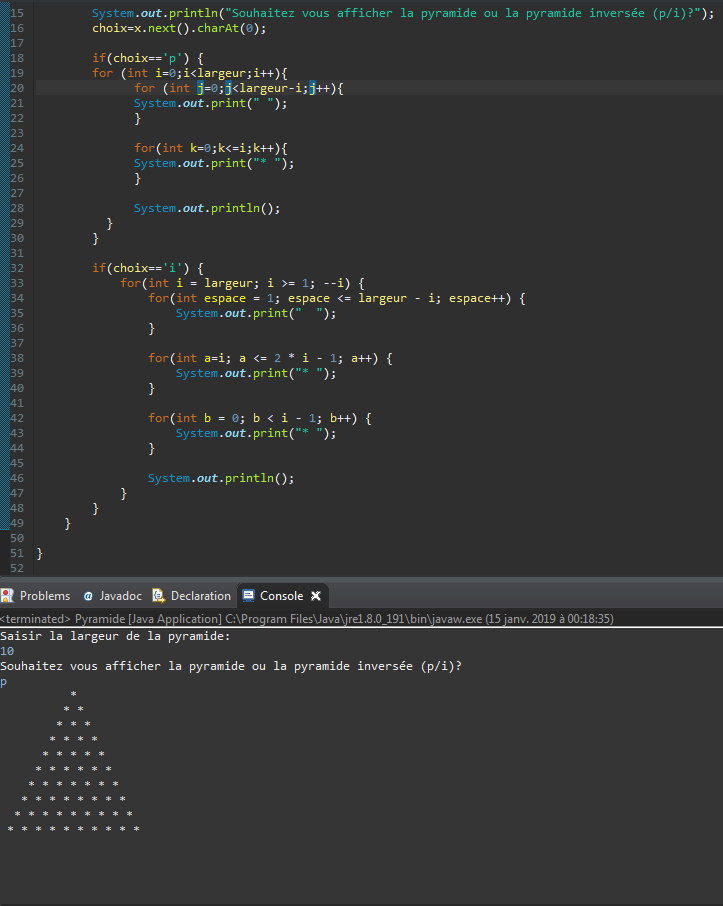 15 System.out.println("Souhaitez vous afficher la pyramide ou la pyramide inversée (p/i)?");
16 choix=x.next().charAt(0);
17
18 if(choix=='p') {
19 for (int i=0;i<largeur;i++){
20 for (int j=0;j<largeur-i;j++){
21 System.out.print(" ");
22 }
23
24 for(int k=0;k<=i;k++){
25 System.out.print("* ");
26 }
27
28 System.out.println();
29 }
30 }
31
32 if(choix=='i') {
33 for(int i = largeur; i >= 1; --i) {
34 for(int espace = 1; espace <= largeur - i; espace++) {
35 System.out.print("  ");
36 }
37
38 for(int a=i; a <= 2 * i - 1; a++) {
39 System.out.print("* ");
40 }
41
42 for(int b = 0; b < i - 1; b++) {
43 System.out.print("* ");
44 }
45
46 System.out.println();
47 }
48 }
49 }
50
51 }
52
Problems @ Javadoc Declaration Console
<terminated> Pyramide [Java Application] C:\Program Files\Java\jre1.8.0_191\bin\javaw.exe (15 janv. 2019 à 00:18:35)
Saisir la largeur de la pyramide:
10
Souhaitez vous afficher la pyramide ou la pyramide inversée (p/i)?
p
          *
         * *
        * * *
       * * * *
      * * * * *
     * * * * * *
    * * * * * * *
   * * * * * * * *
  * * * * * * * * *
 * * * * * * * * * *